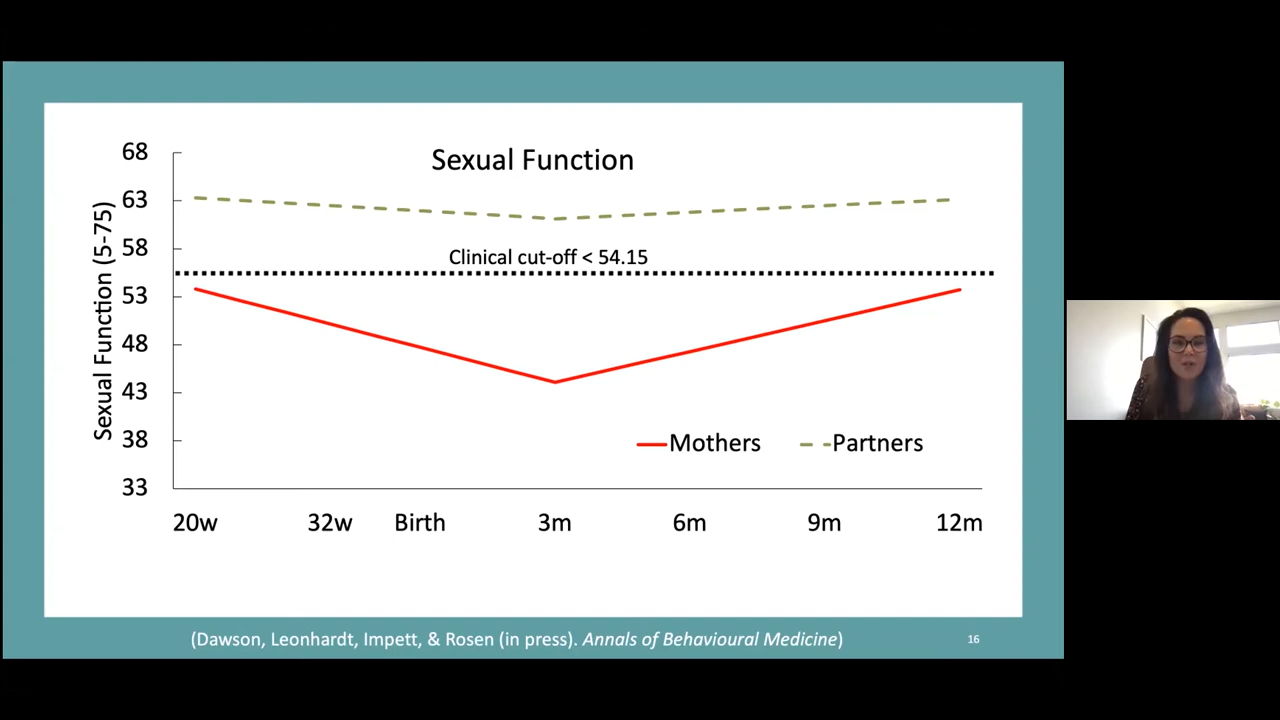 Sexual Function
Sexual Function (5-75)
68
63
58
53
48
43
38
33
Clinical cut-off < 54.15
Mothers
Partners
20w 32w Birth 3m 6m 9m 12m
(Dawson, Leonhardt, Impett, & Rosen (in press). Annals of Behavioural Medicine)
16